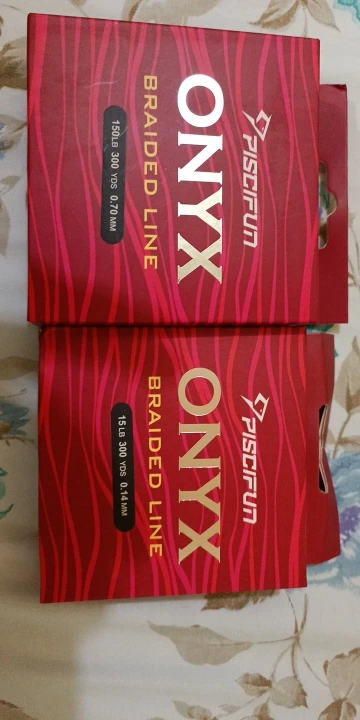 PISCIFUN
ONYX
BRAIDED LINE
150LB 300 YDS 0.70 MM
PISCIFUN
ONYX
BRAIDED LINE
15 LB 300 YDS 0.14 MM